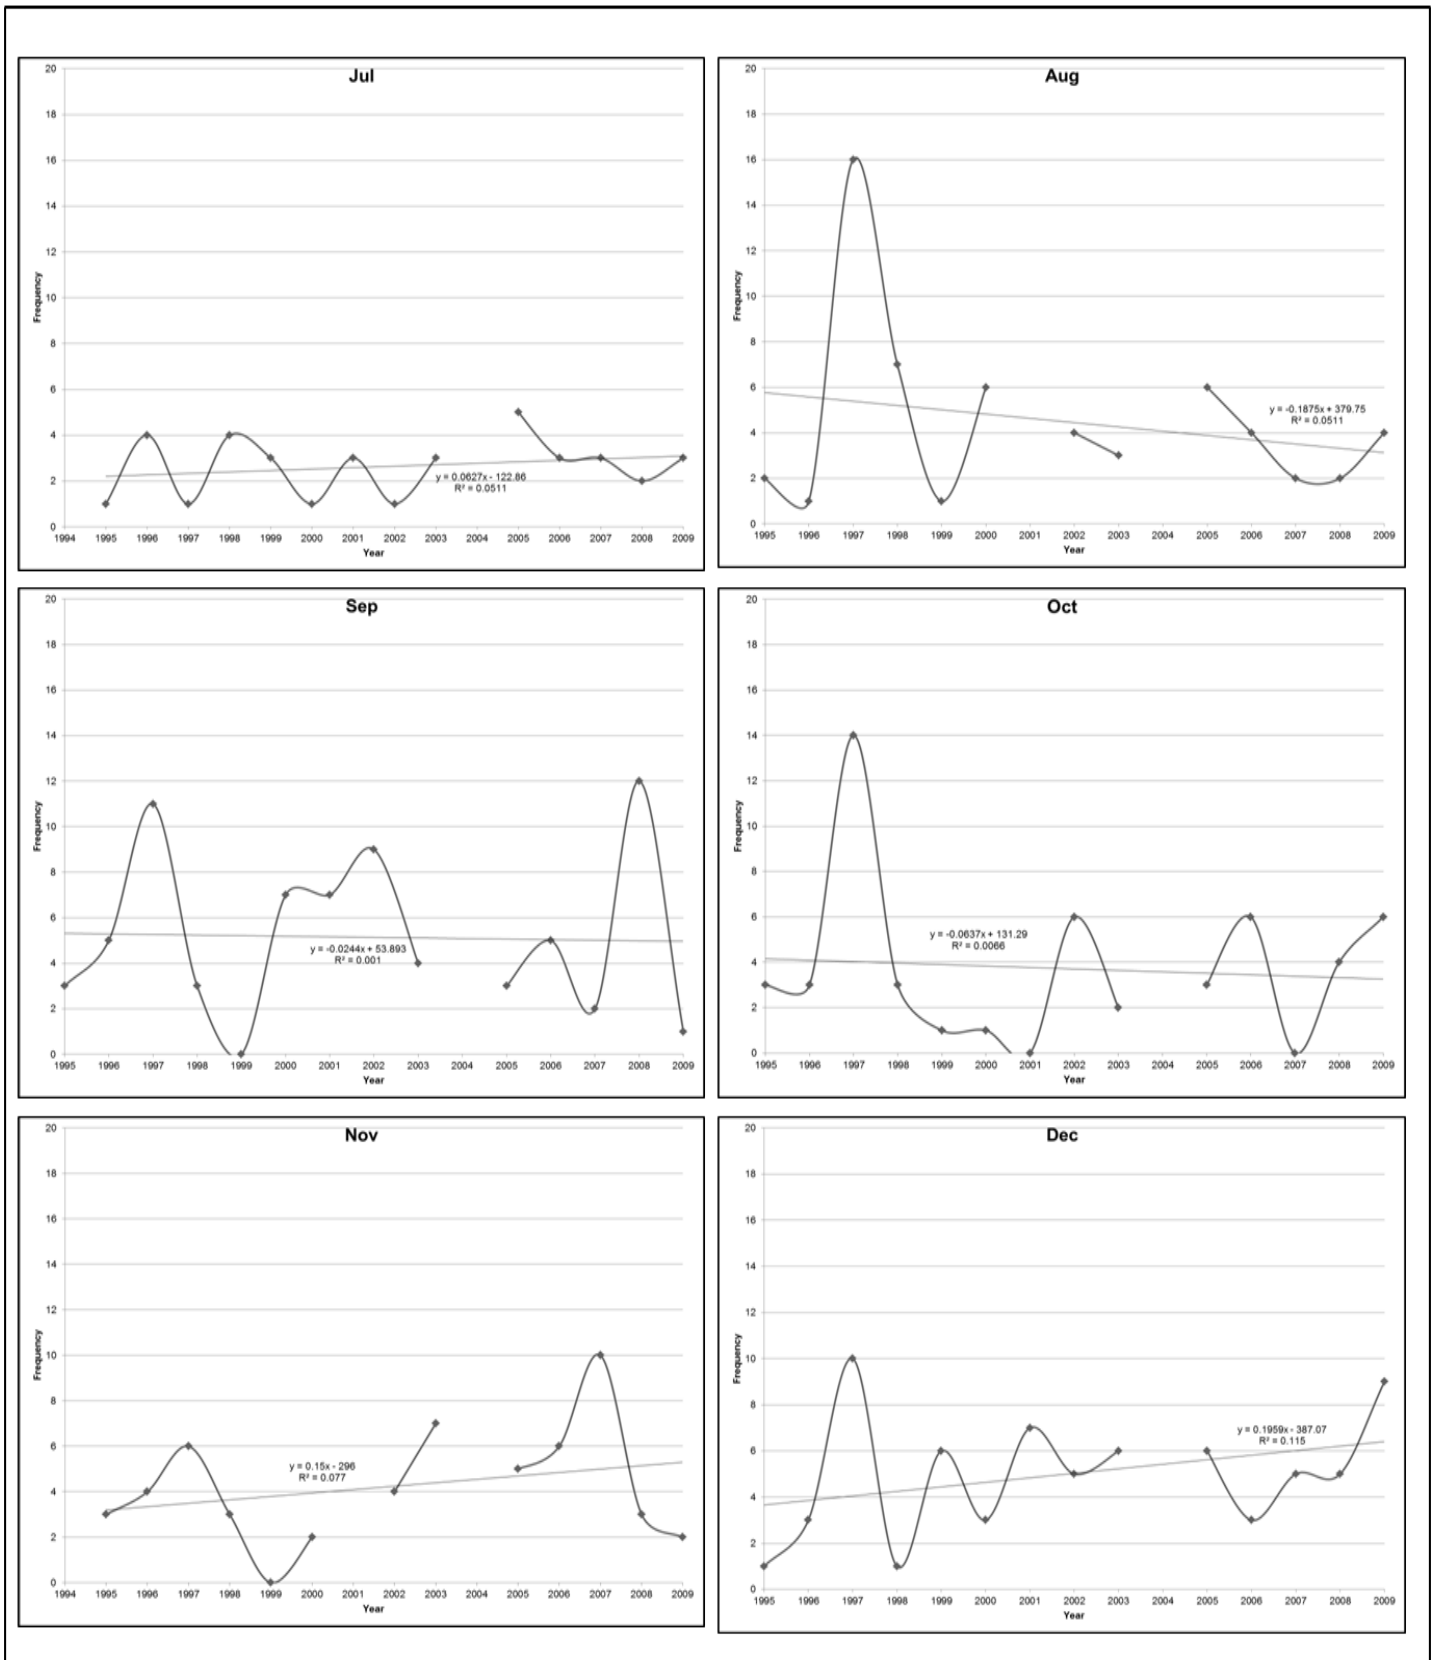 Jul
20
18
16
14
12
10
8
6
4
2
0
Frequency
y = 0.0627x - 122.86
R² = 0.0511
1994 1995 1996 1997 1998 1999 2000 2001 2002 2003 2004 2005 2006 2007 2008 2009
Year
Aug
20
18
16
14
12
10
8
6
4
2
0
Frequency
y = -0.1875x + 379.75
R² = 0.0511
1995 1996 1997 1998 1999 2000 2001 2002 2003 2004 2005 2006 2007 2008 2009
Year
Sep
20
18
16
14
12
10
8
6
4
2
0
Frequency
y = -0.0244x + 53.893
R² = 0.001
1995 1996 1997 1998 1999 2000 2001 2002 2003 2004 2005 2006 2007 2008 2009
Year
Oct
20
18
16
14
12
10
8
6
4
2
0
Frequency
y = -0.0637x + 131.29
R² = 0.0066
1995 1996 1997 1998 1999 2000 2001 2002 2003 2004 2005 2006 2007 2008 2009
Year
Nov
20
18
16
14
12
10
8
6
4
2
0
Frequency
y = 0.15x - 296
R² = 0.077
1994 1995 1996 1997 1998 1999 2000 2001 2002 2003 2004 2005 2006 2007 2008 2009
Year
Dec
20
18
16
14
12
10
8
6
4
2
0
Frequency
y = 0.1959x - 387.07
R² = 0.115
1995 1996 1997 1998 1999 2000 2001 2002 2003 2004 2005 2006 2007 2008 2009
Year